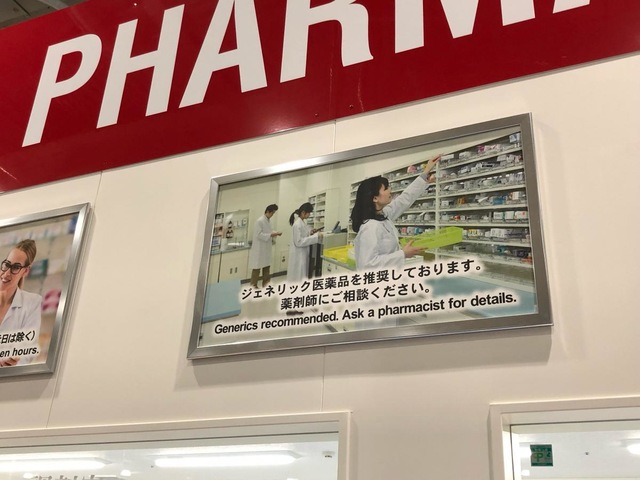 PHARM
ジェネリック医薬品を推奨しております。
薬剤師にご相談ください。
Generics recommended. Ask a pharmacist for details.
日は除く)
en hours.